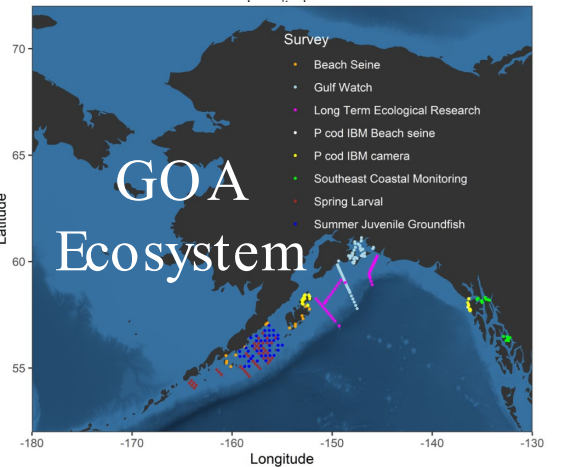 Survey
Beach Seine
Gulf Watch
Long Term Ecological Research
P cod IBM Beach seine
P cod IBM camera
Southeast Coastal Monitoring
Spring Larval
Summer Juvenile Groundfish
GOA
Ecosystem
70
65
60
55
Latitude
-180
-170
-160
-150
-140
-130
Longitude